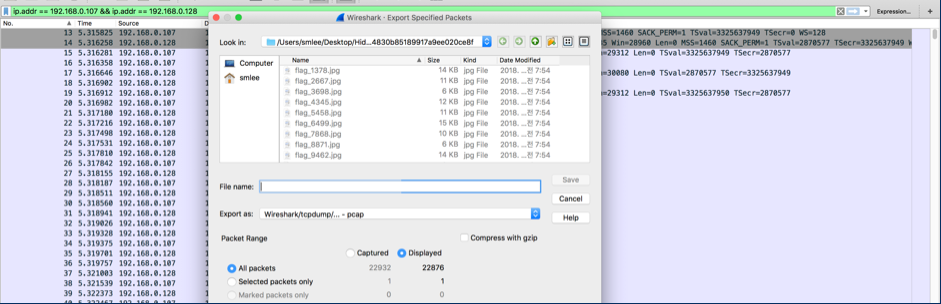 ip.addr == 192.168.0.107 && ip.addr == 192.168.0.128
Expression...
Wireshark · Export Specified Packets
No. Time Source
Look in: /Users/smlee/Desktop/Hid...4830b85189917a9ee020ce8f
Computer
smlee
Name Size Kind Date Modified
flag_1378.jpg 14 KB jpg File 2018. ...전 7:54
flag_2667.jpg 11 KB jpg File 2018. ...전 7:54
flag_3698.jpg 6 KB jpg File 2018. ...전 7:54
flag_4345.jpg 12 KB jpg File 2018. ...전 7:54
flag_5458.jpg 11 KB jpg File 2018. ...전 7:54
flag_6499.jpg 15 KB jpg File 2018. ...전 7:54
flag_7868.jpg 10 KB jpg File 2018. ...전 7:54
flag_8871.jpg 6 KB jpg File 2018. ...전 7:54
flag_9462.jpg 14 KB jpg File 2018. ...전 7:54
File name: Save
Cancel
Export as: Wireshark/tcpdump/... - pcap
Help
Packet Range
Compress with gzip
Captured Displayed
All packets 22932 22876
Selected packets only 1 1
Marked packets only 0 0
13 5.315825 192.168.0.107 MSS=1460 SACK_PERM=1 TSval=3325637949 TSecr=0 WS=128
14 5.316258 192.168.0.128 Win=28960 Len=0 MSS=1460 SACK_PERM=1 TSval=2870577 TSecr=3325637949
15 5.316281 192.168.0.107 =29312 Len=0 TSval=3325637949 TSecr=2870577
16 5.316358 192.168.0.107
17 5.316646 192.168.0.128 =30080 Len=0 TSval=2870577 TSecr=3325637949
18 5.316902 192.168.0.128
19 5.316912 192.168.0.107 =29312 Len=0 TSval=3325637950 TSecr=2870577
20 5.316982 192.168.0.107
21 5.317180 192.168.0.128
22 5.317216 192.168.0.107
23 5.317498 192.168.0.128
24 5.317531 192.168.0.107
25 5.317810 192.168.0.128
26 5.317842 192.168.0.107
27 5.318155 192.168.0.128
28 5.318187 192.168.0.107
29 5.318511 192.168.0.128
30 5.318560 192.168.0.107
31 5.318941 192.168.0.128
32 5.319026 192.168.0.107
33 5.319328 192.168.0.128
34 5.319375 192.168.0.107
35 5.319701 192.168.0.128
36 5.319757 192.168.0.107
37 5.321003 192.168.0.128
38 5.321539 192.168.0.107
39 5.322373 192.168.0.128